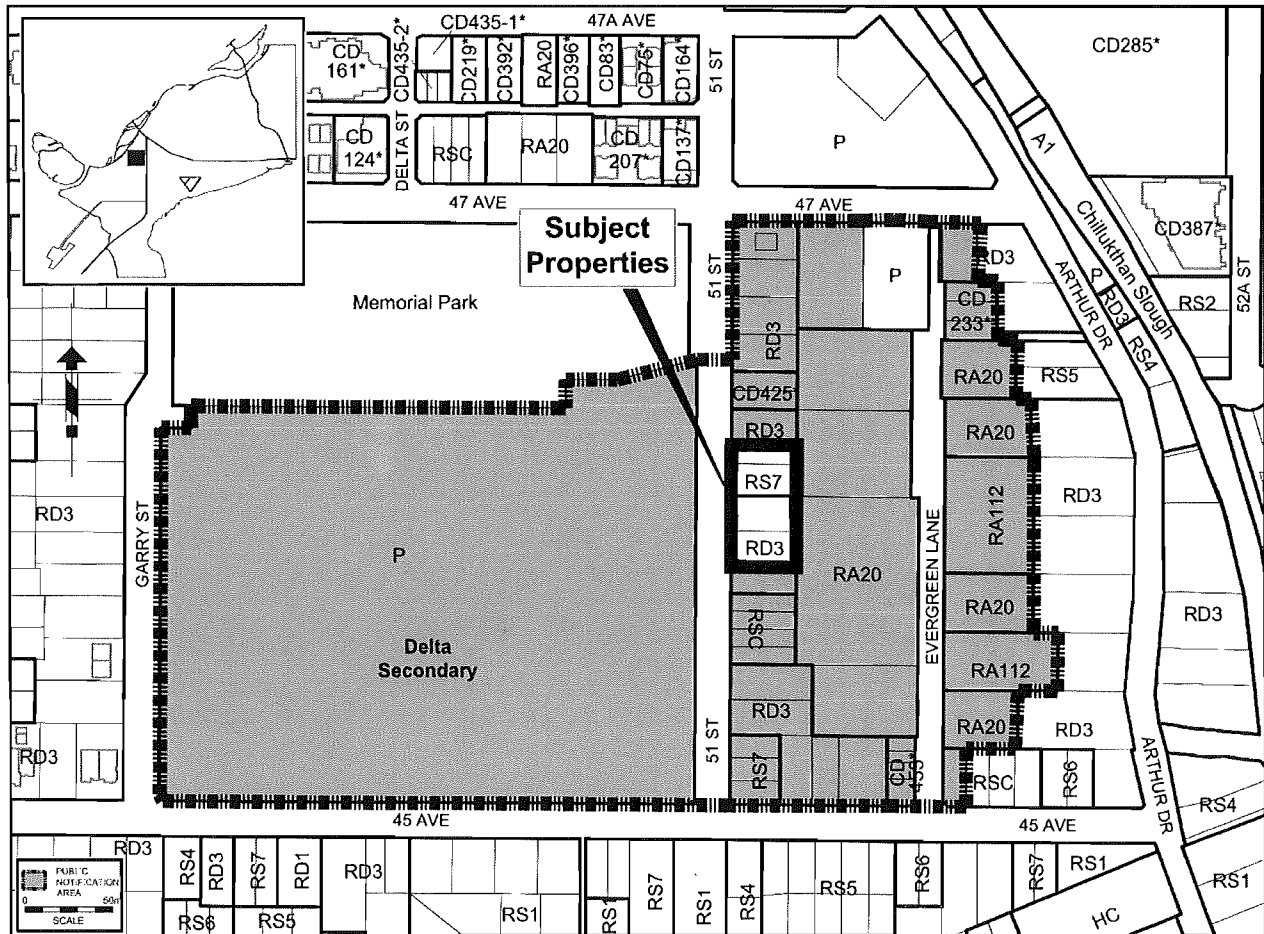 47A AVE
CD435-1*
CD435-2*
CD
161*
CD219*
CD392*
RA20
CD396*
CD83*
CD75*
CD164*
51 ST
CD285*
DELTA ST
CD
124*
RSC
RA20
CD
207*
CD137*
P
A1
47 AVE
47 AVE
Chillukthan Slough
CD387*
52A ST
Subject
Properties
Memorial Park
51 ST
P
RD3
P
RD3
RS2
CD
233*
ARTHUR DR
RS4
RD3
CD425
RA20
RS5
RD3
RA20
RS7
RA112
RD3
RD3
GARRY ST
RD3
P
RA20
EVERGREEN LANE
RA20
RD3
RSC
Delta
Secondary
RA112
RD3
RA20
RD3
RD3
51 ST
RS7
CD
455*
RSC
RS6
ARTHUR DR
RS4
45 AVE
45 AVE
RD3
RS4
RD3
RS7
RD1
RD3
RS7
RS1
RS4
RS5
RS6
RS7
RS1
RS1
PUBLIC
NOTIFICATION
AREA
0 50m
SCALE
RS6
RS5
RS1
RS1
HC